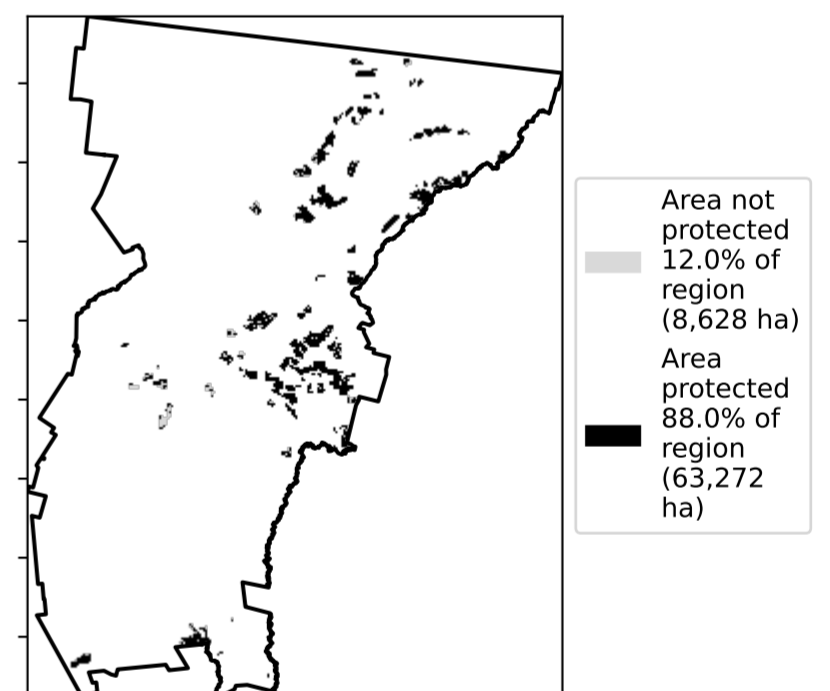 Area not
protected
12.0% of
region
(8,628 ha)
Area
protected
88.0% of
region
(63,272
ha)